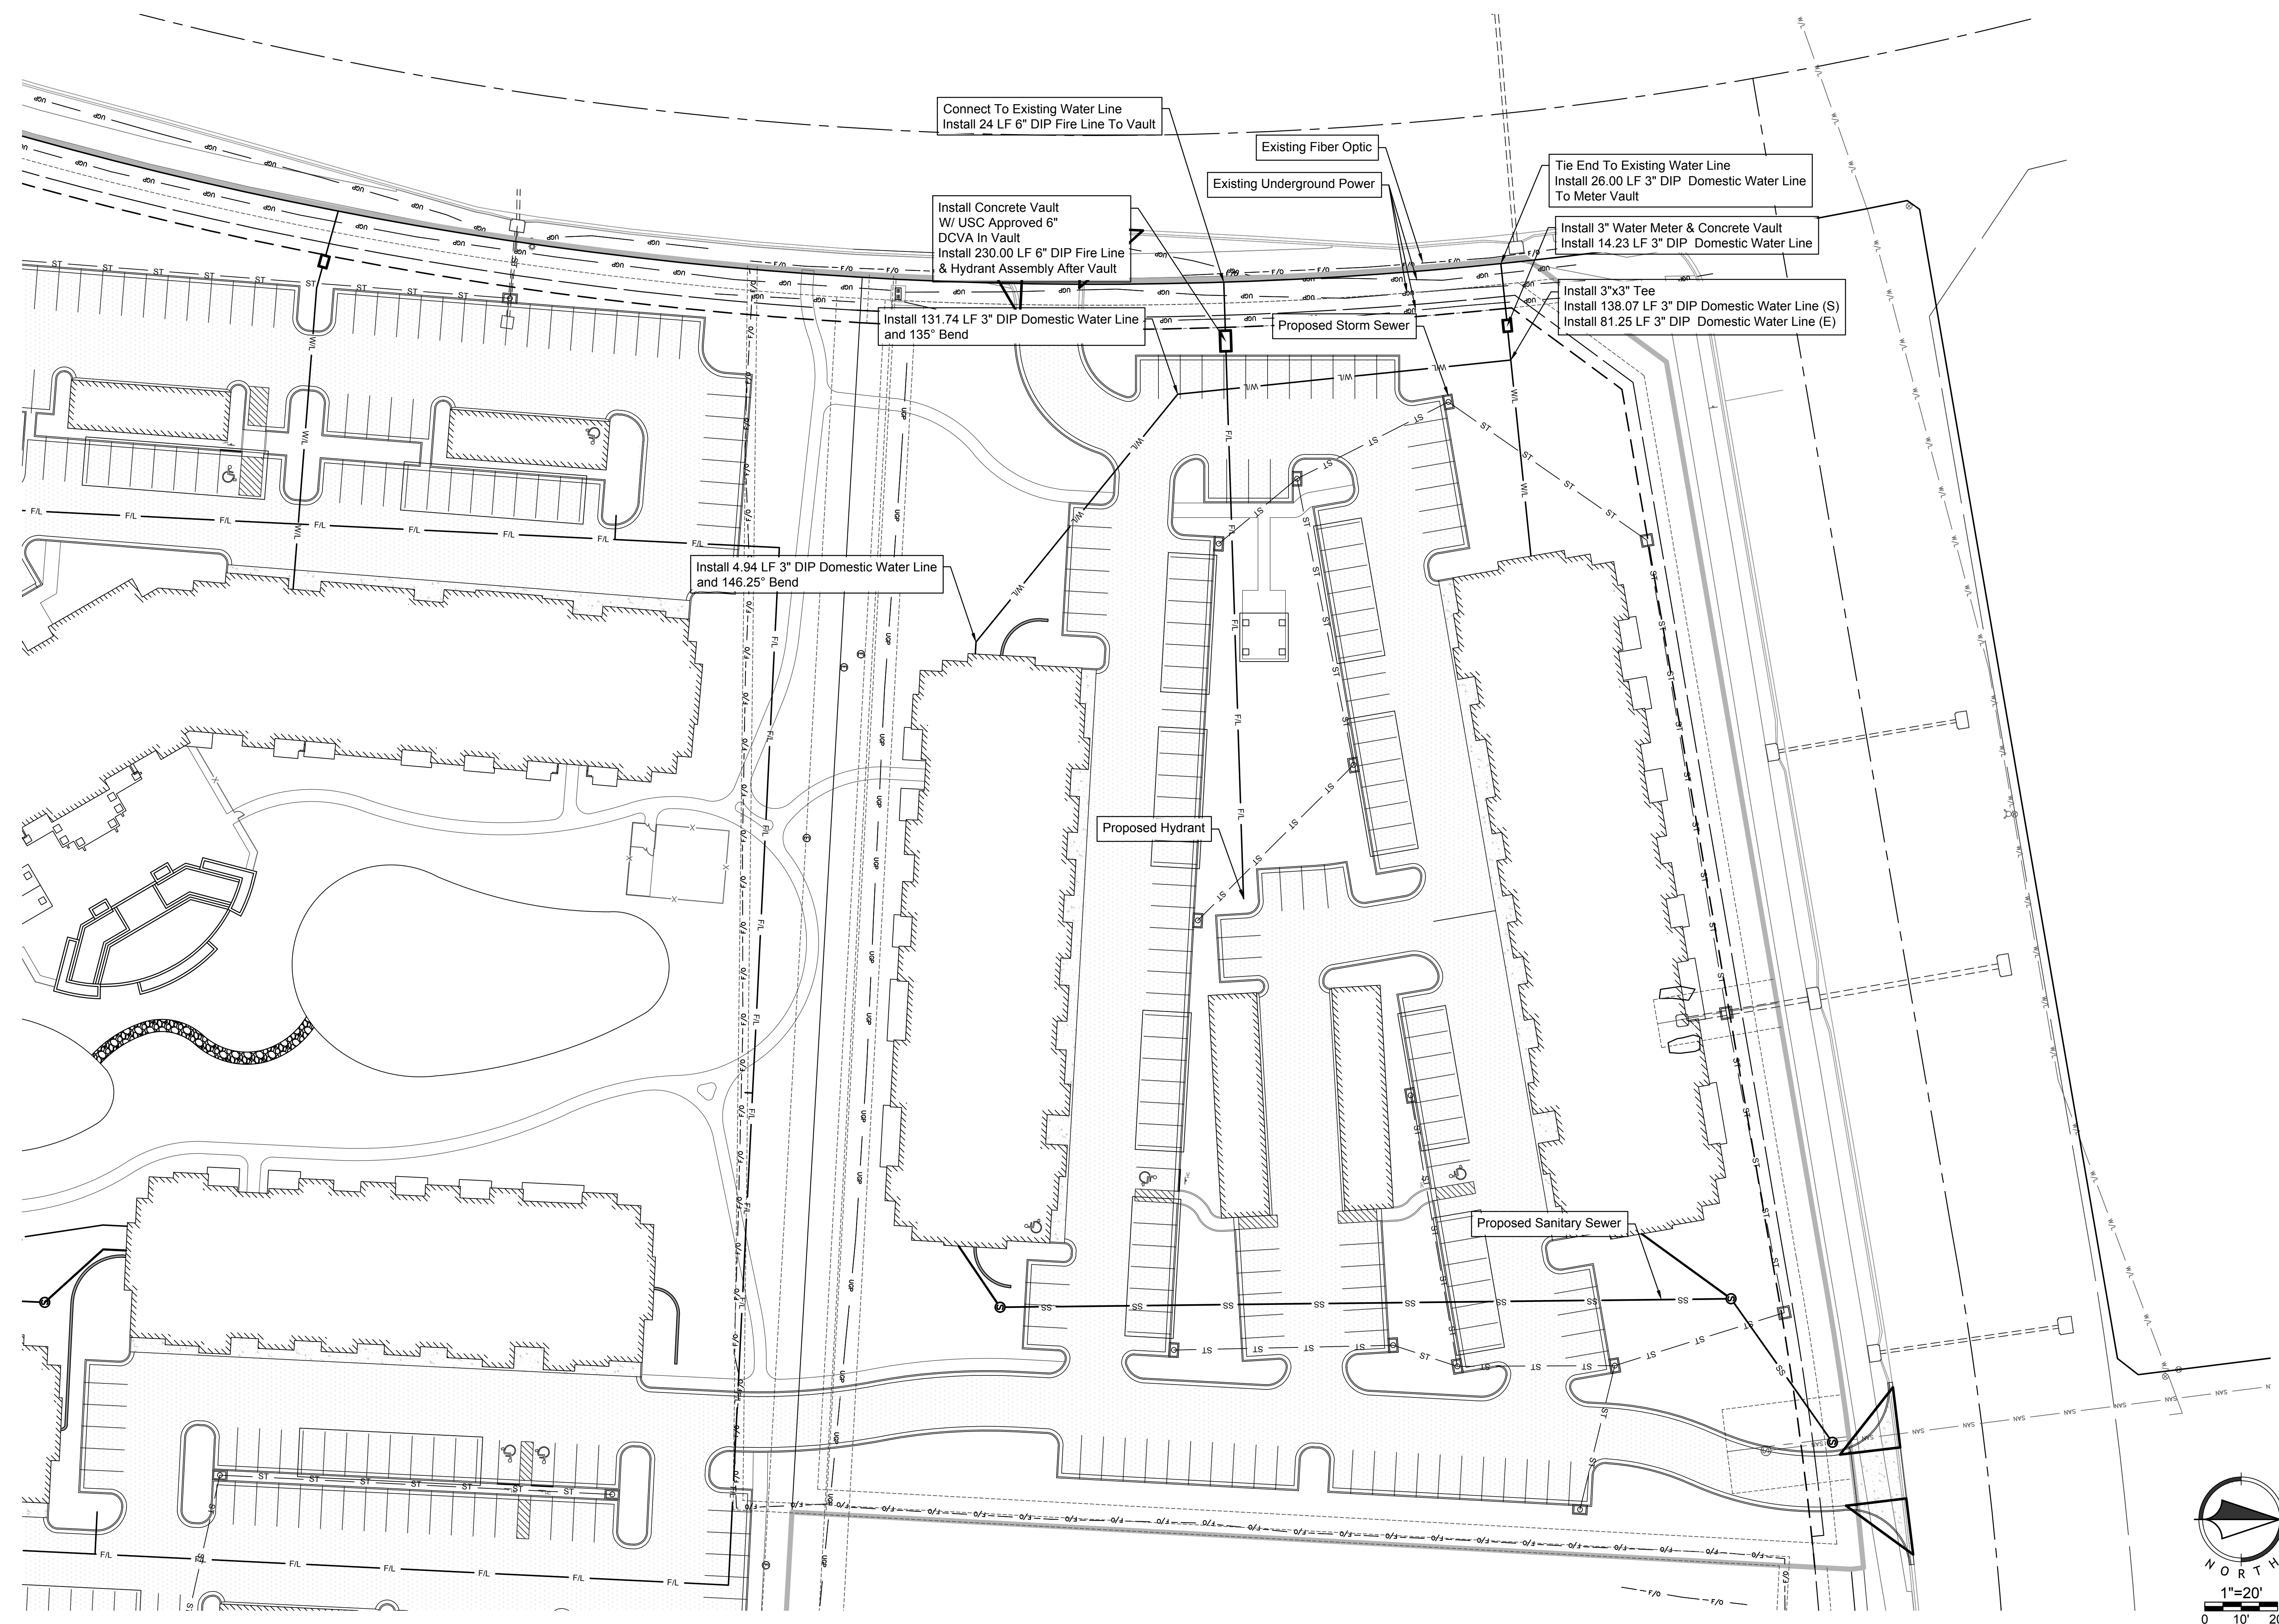 Connect To Existing Water Line
Install 24 LF 6" DIP Fire Line To Vault
Existing Fiber Optic
Existing Underground Power
Tie End To Existing Water Line
Install 26.00 LF 3" DIP Domestic Water Line
To Meter Vault
Install Concrete Vault
W/ USC Approved 6"
DCVA In Vault
Install 230.00 LF 6" DIP Fire Line
& Hydrant Assembly After Vault
Install 3" Water Meter & Concrete Vault
Install 14.23 LF 3" DIP Domestic Water Line
Install 3"x3" Tee
Install 138.07 LF 3" DIP Domestic Water Line (S)
Install 81.25 LF 3" DIP Domestic Water Line (E)
Install 131.74 LF 3" DIP Domestic Water Line
and 135° Bend
Proposed Storm Sewer
Install 4.94 LF 3" DIP Domestic Water Line
and 146.25° Bend
Proposed Hydrant
Proposed Sanitary Sewer
UGP
F/O
ST
W/L
F/L
SS
SAN
NORTH
1"=20'
0 10'